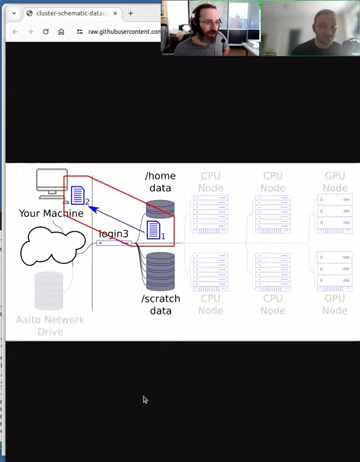 cluster-schematic-datas
raw.githubusercontent.com
/home
data
CPU
Node
CPU
Node
GPU
Node
2
Your Machine
1
login3
/scratch
data
CPU
Node
CPU
Node
GPU
Node
Aalto Network
Drive